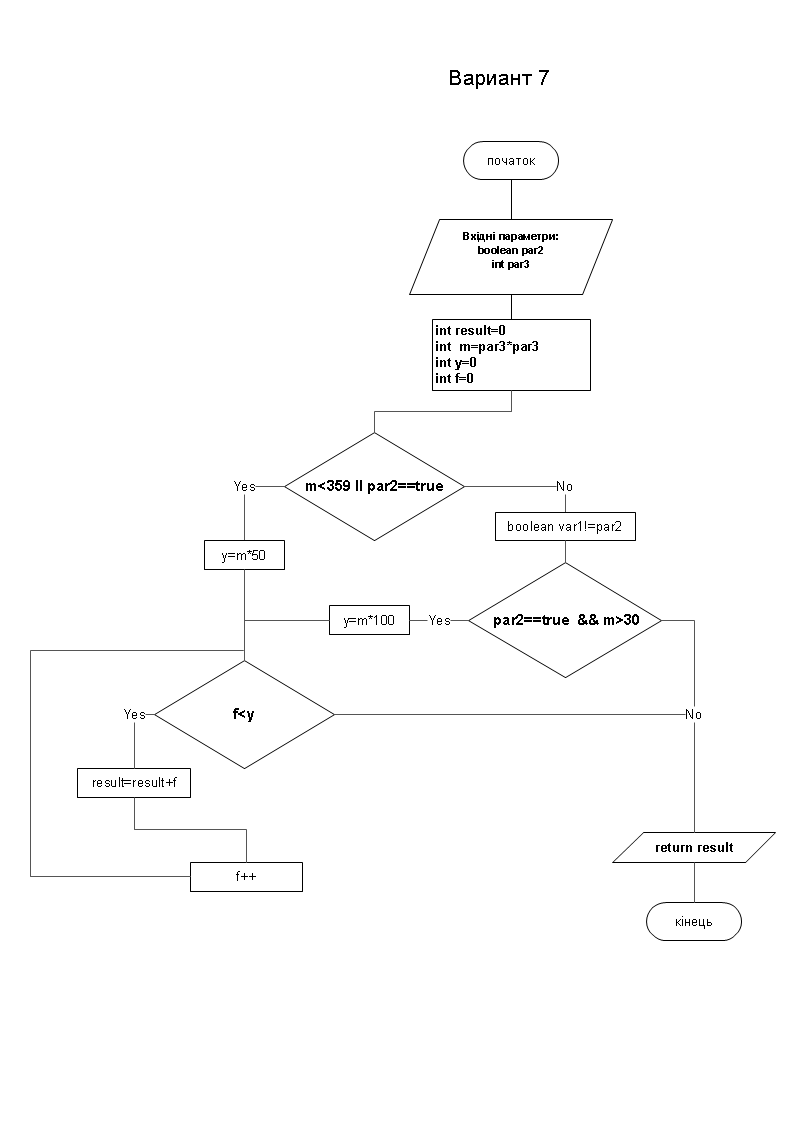 Вариант 7
початок
Вхідні параметри:
boolean par2
int par3
int result=0
int m=par3*par3
int y=0
int f=0
m<359 II par2==true
Yes
No
boolean var1!=par2
y=m*50
par2==true && m>30
Yes
y=m*100
f<y
Yes
No
result=result+f
f++
return result
кінець